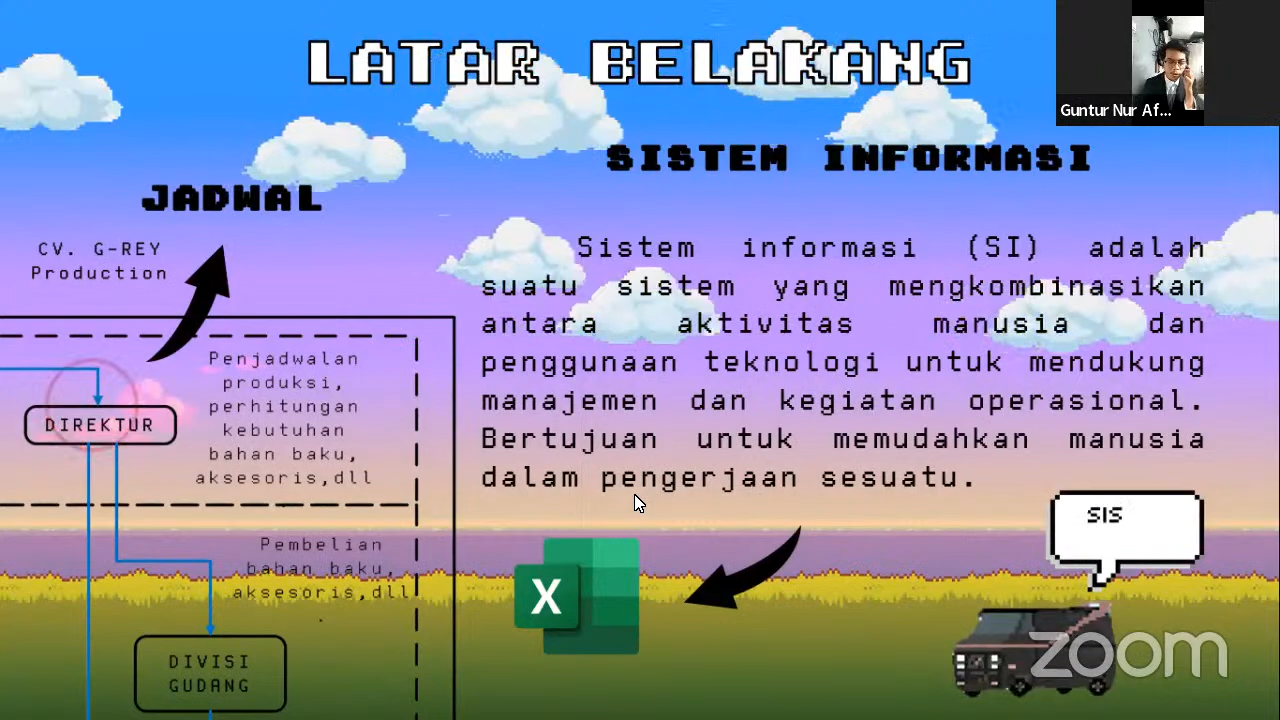 LATAR BELAKANG
Guntur Nur Af...
SISTEM INFORMASI
JADWAL
CV. G-REY
Production
Sistem informasi (SI) adalah
suatu sistem yang mengkombinasikan
antara aktivitas manusia dan
penggunaan teknologi untuk mendukung
manajemen dan kegiatan operasional.
Bertujuan untuk memudahkan manusia
dalam pengerjaan sesuatu.
Penjadwalan
produksi,
perhitungan
kebutuhan
bahan baku,
aksesoris,dll
DIREKTUR
Pembelian
bahan baku,
aksesoris,dll
DIVISI
GUDANG
X
SIS
zoom